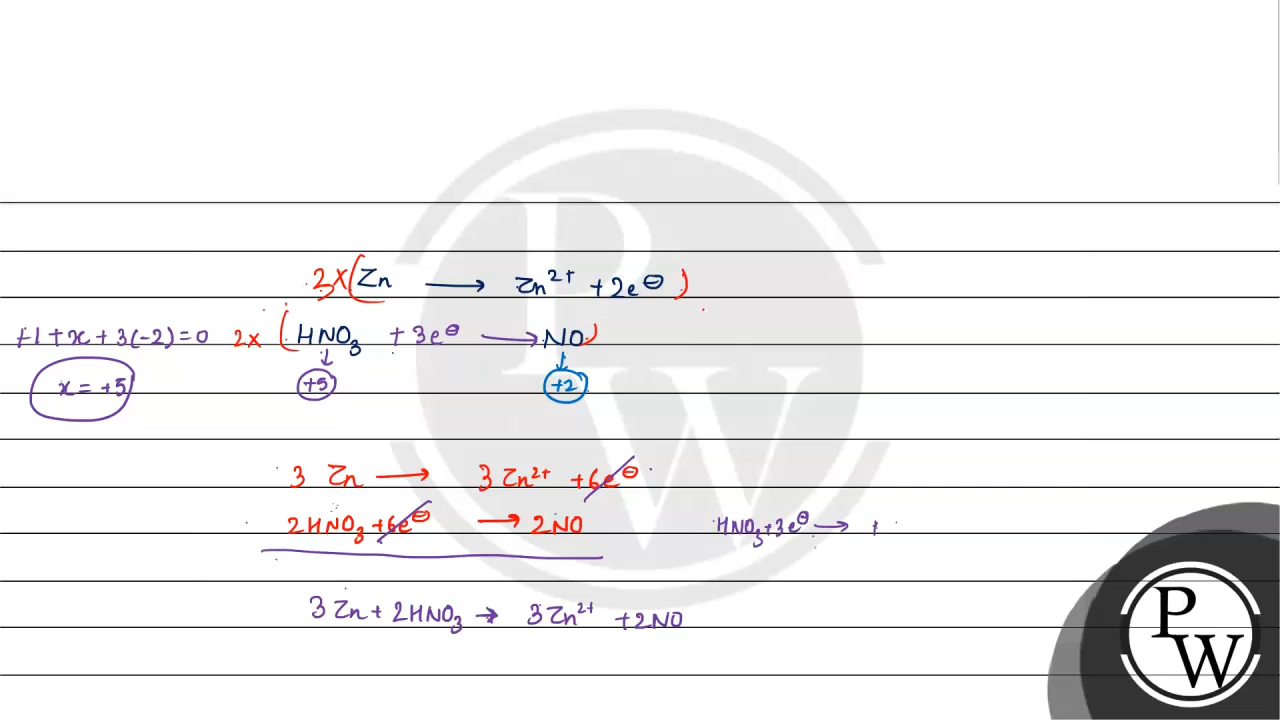 3x(Zn ⟶ Zn²⁺ + 2e⊖)
+1 + x + 3(-2) = 0 2x (HNO₃ + 3e⊖ ⟶ NO)
x = +5 +5 +2
3 Zn ⟶ 3 Zn²⁺ + 6e⊖
2HNO₃ + 6e⊖ ⟶ 2NO HNO₃ + 3e⊖ ⟶
3 Zn + 2HNO₃ → 3 Zn²⁺ + 2NO
P
W
P
W